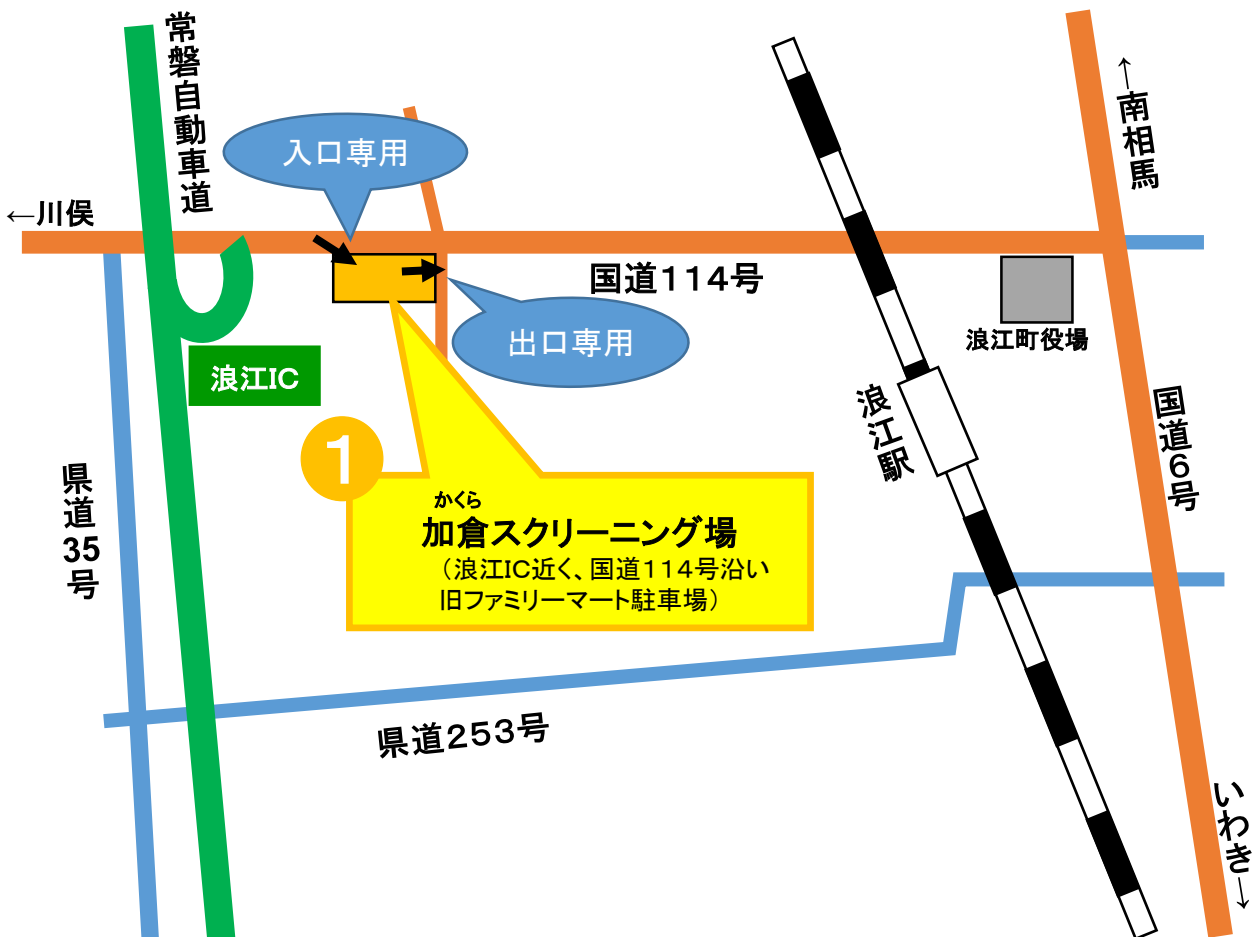 常磐自動車道
入口専用
←南相馬
←川俣
国道114号
出口専用
浪江町役場
浪江IC
浪江駅
国道6号
1
かくら
加倉スクリーニング場
（浪江IC近く、国道114号沿い
旧ファミリーマート駐車場）
県道35号
県道253号
いわき→